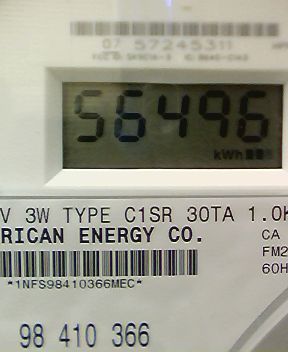 07 57245311
56496
kWh
V 3W TYPE C1SR 30TA 1.0K
RICAN ENERGY CO.
CA
FM2
60H
*1NFS98410366MEC*
98 410 366